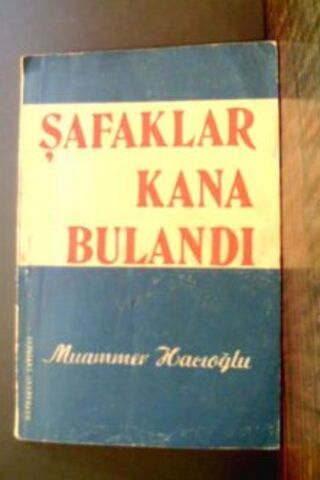 ŞAFAKLAR
KANA
BULANDI
Muammer Hacıoğlu